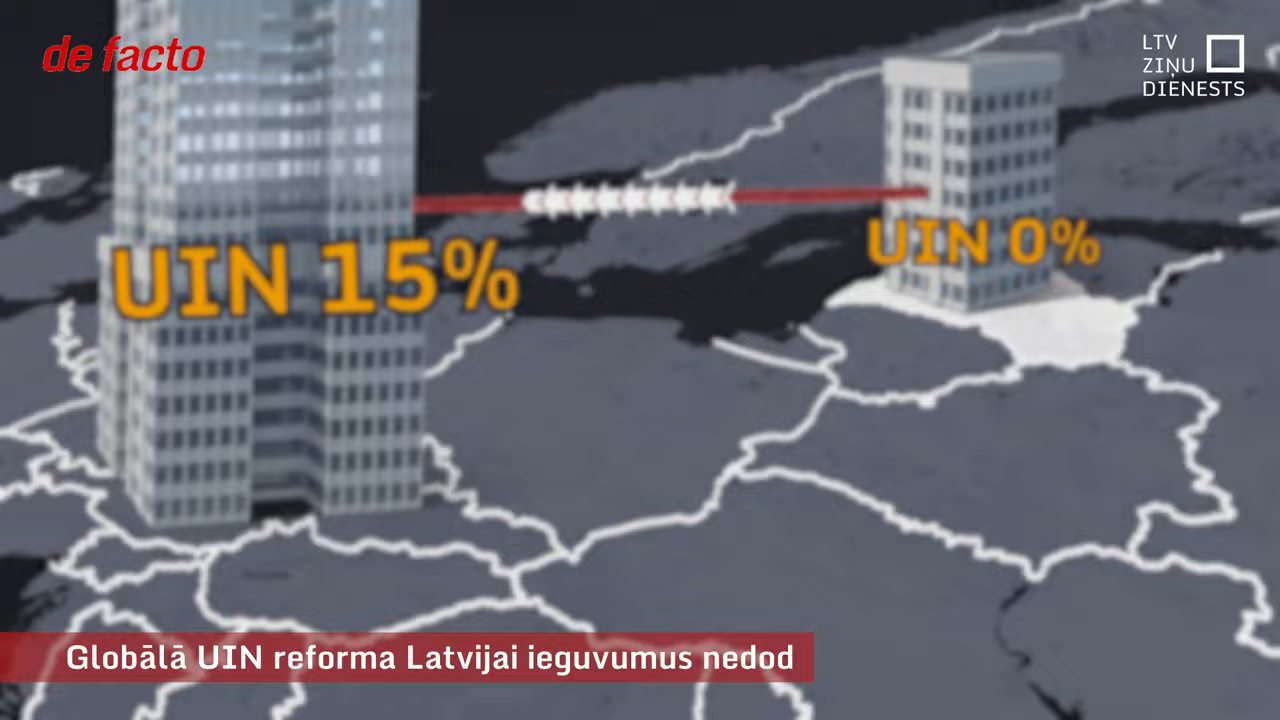 de facto
LTV
ZIŅU
DIENESTS
UIN 15%
UIN 0%
Globālā UIN reforma Latvijai ieguvumus nedod